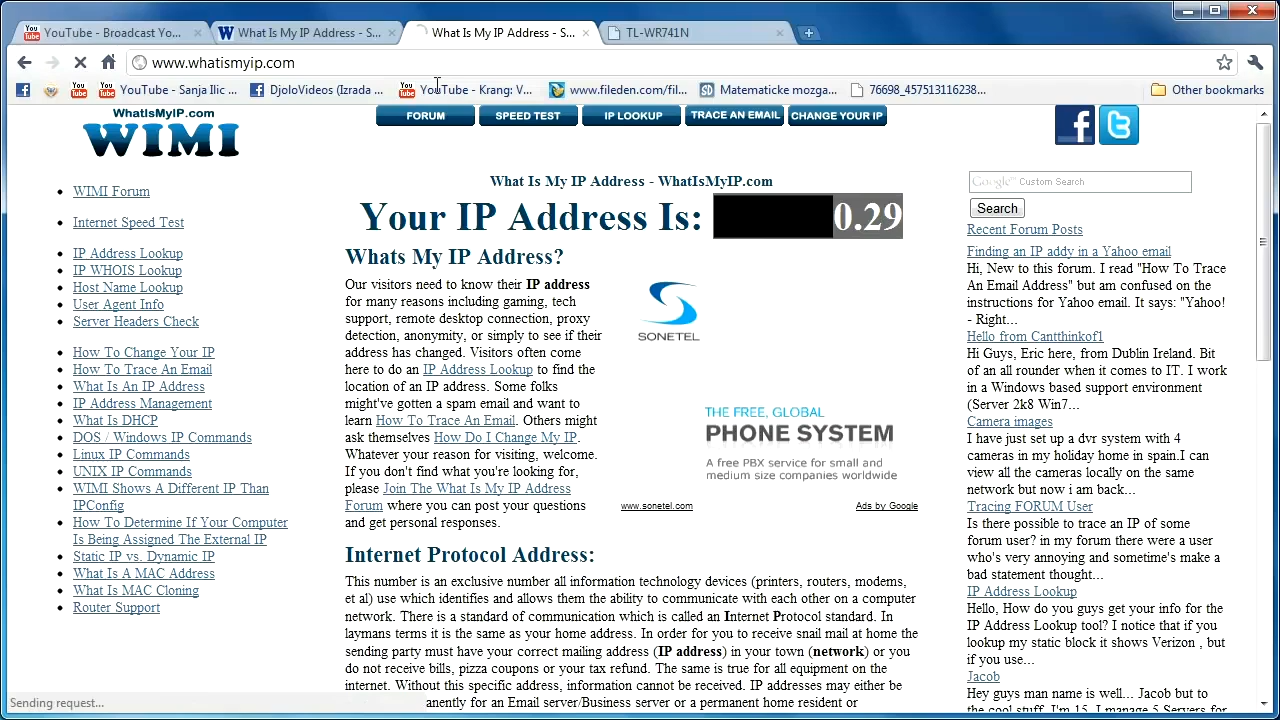 YouTube - Broadcast Yo...
What Is My IP Address - S...
What Is My IP Address - S...
TL-WR741N
www.whatismyip.com
YouTube - Sanja Ilic ...
DjoloVideos (Izrada ...
YouTube - Krang: V...
www.fileden.com/fil...
Matematicke mozga...
76698_457513116238...
Other bookmarks
WhatIsMyIP.com
WIMI
FORUM
SPEED TEST
IP LOOKUP
TRACE AN EMAIL
CHANGE YOUR IP
WIMI Forum
Internet Speed Test
IP Address Lookup
IP WHOIS Lookup
Host Name Lookup
User Agent Info
Server Headers Check
How To Change Your IP
How To Trace An Email
What Is An IP Address
IP Address Management
What Is DHCP
DOS / Windows IP Commands
Linux IP Commands
UNIX IP Commands
WIMI Shows A Different IP Than
IPConfig
How To Determine If Your Computer
Is Being Assigned The External IP
Static IP vs. Dynamic IP
What Is A MAC Address
What Is MAC Cloning
Router Support
What Is My IP Address - WhatIsMyIP.com
Your IP Address Is: 0.29
Whats My IP Address?
Our visitors need to know their IP address
for many reasons including gaming, tech
support, remote desktop connection, proxy
detection, anonymity, or simply to see if their
address has changed. Visitors often come
here to do an IP Address Lookup to find the
location of an IP address. Some folks
might've gotten a spam email and want to
learn How To Trace An Email. Others might
ask themselves How Do I Change My IP.
Whatever your reason for visiting, welcome.
If you don't find what you're looking for,
please Join The What Is My IP Address
Forum where you can post your questions
and get personal responses.
SONETEL
THE FREE, GLOBAL
PHONE SYSTEM
A free PBX service for small and
medium size companies worldwide
www.sonetel.com
Ads by Google
Internet Protocol Address:
This number is an exclusive number all information technology devices (printers, routers, modems,
et al) use which identifies and allows them the ability to communicate with each other on a computer
network. There is a standard of communication which is called an Internet Protocol standard. In
laymans terms it is the same as your home address. In order for you to receive snail mail at home the
sending party must have your correct mailing address (IP address) in your town (network) or you
do not receive bills, pizza coupons or your tax refund. The same is true for all equipment on the
internet. Without this specific address, information cannot be received. IP addresses may either be
anently for an Email server/Business server or a permanent home resident or
Google Custom Search
Search
Recent Forum Posts
Finding an IP addy in a Yahoo email
Hi, New to this forum. I read "How To Trace
An Email Address" but am confused on the
instructions for Yahoo email. It says: "Yahoo!
- Right...
Hello from Cantthinkof1
Hi Guys, Eric here, from Dublin Ireland. Bit
of an all rounder when it comes to IT. I work
in a Windows based support environment
(Server 2k8 Win7...
Camera images
I have just set up a dvr system with 4
cameras in my holiday home in spain.I can
view all the cameras locally on the same
network but now i am back...
Tracing FORUM User
Is there possible to trace an IP of some
forum user? in my forum there were a user
who's very annoying and sometime's make a
bad statement thought...
IP Address Lookup
Hello, How do you guys get your info for the
IP Address Lookup tool? I notice that if you
lookup my static block it shows Verizon , but
if you use...
Jacob
Hey guys man name is well... Jacob but to
the cool stuff. I'm 15, I manage 5 Servers for
Sending request...